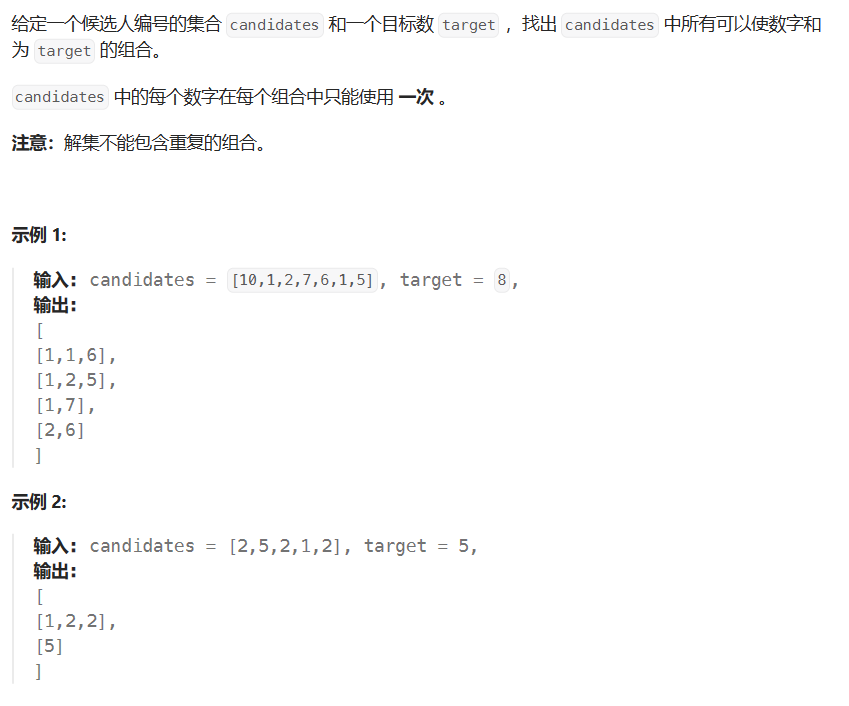 给定一个候选人编号的集合 candidates 和一个目标数 target ，找出 candidates 中所有可以使数字和
为 target 的组合。
candidates 中的每个数字在每个组合中只能使用 一次 。
注意：解集不能包含重复的组合。
示例 1:
输入: candidates = [10,1,2,7,6,1,5], target = 8,
输出:
[
[1,1,6],
[1,2,5],
[1,7],
[2,6]
]
示例 2:
输入: candidates = [2,5,2,1,2], target = 5,
输出:
[
[1,2,2],
[5]
]